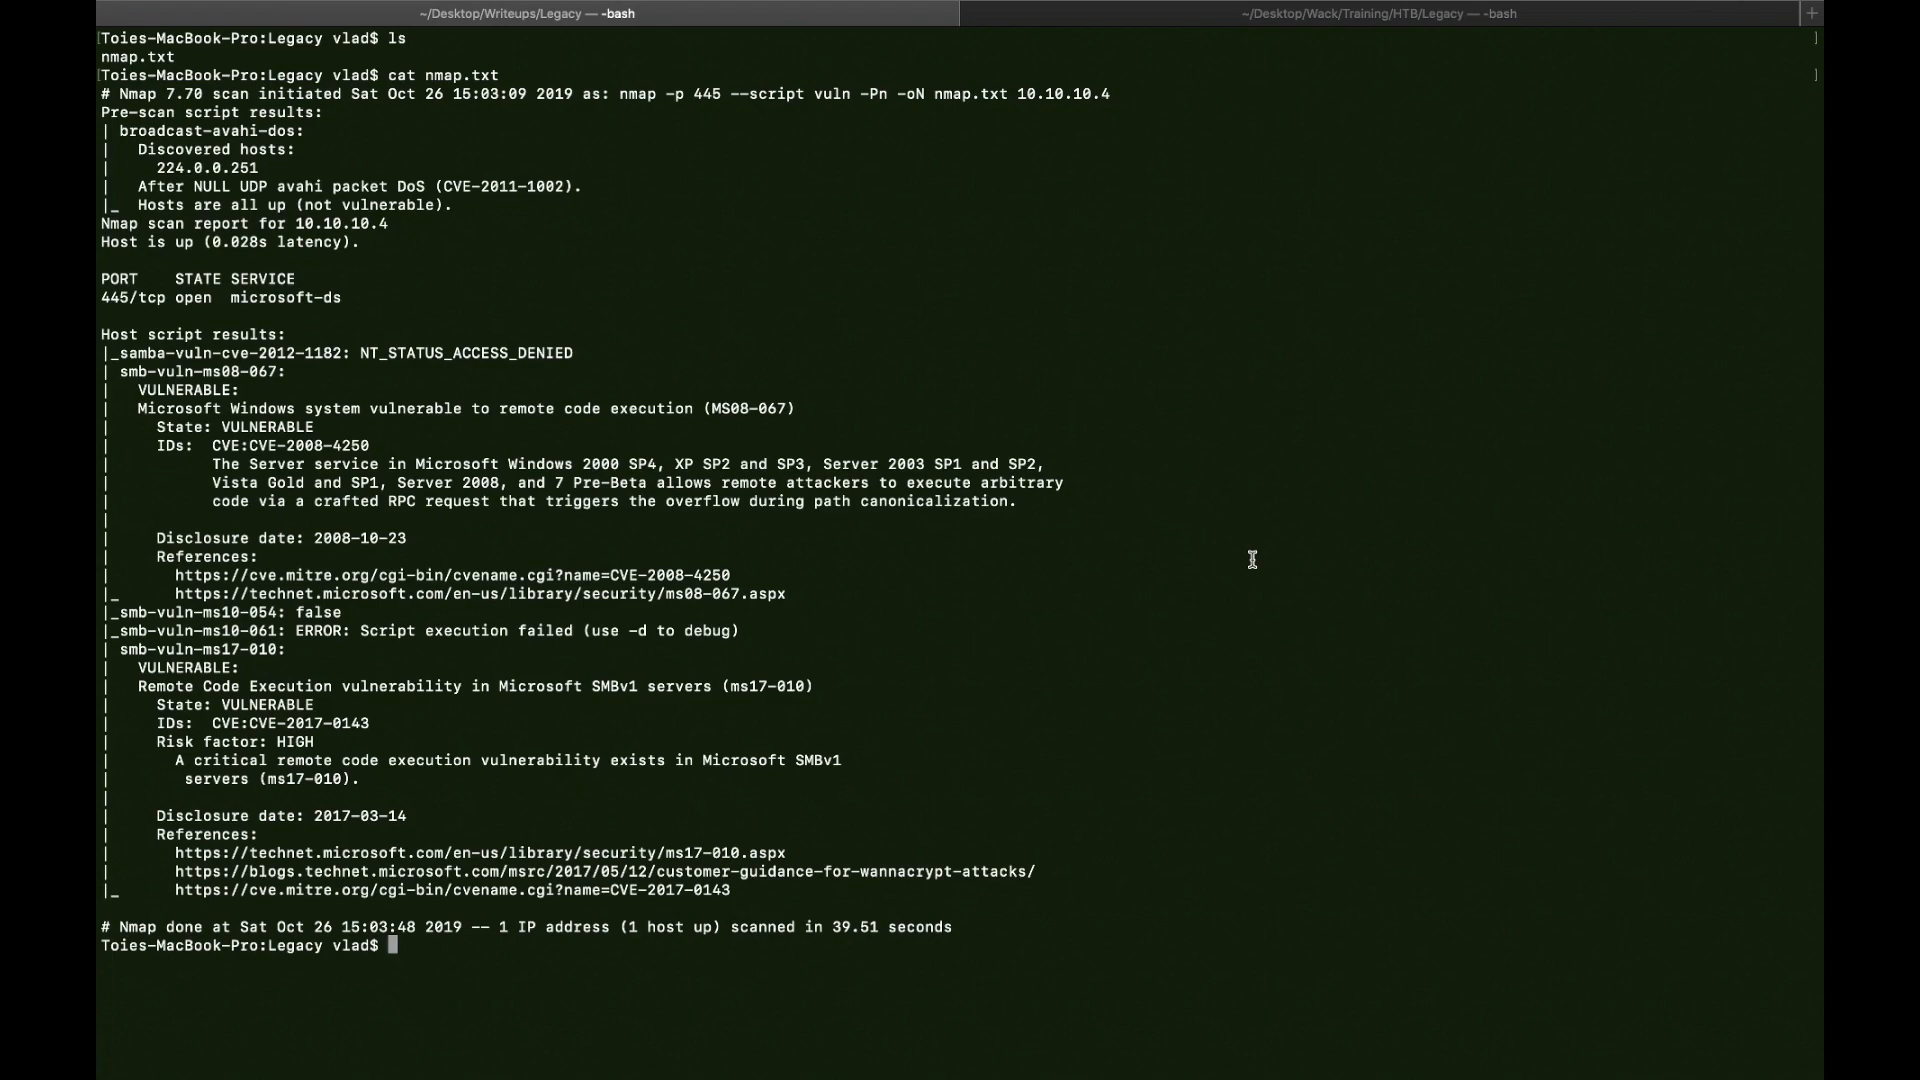 ~/Desktop/Writeups/Legacy — -bash
~/Desktop/Wack/Training/HTB/Legacy — -bash
+
[Toies-MacBook-Pro:Legacy vlad$ ls ]
nmap.txt
[Toies-MacBook-Pro:Legacy vlad$ cat nmap.txt ]
# Nmap 7.70 scan initiated Sat Oct 26 15:03:09 2019 as: nmap -p 445 --script vuln -Pn -oN nmap.txt 10.10.10.4
Pre-scan script results:
| broadcast-avahi-dos:
|   Discovered hosts:
|     224.0.0.251
|   After NULL UDP avahi packet DoS (CVE-2011-1002).
|_  Hosts are all up (not vulnerable).
Nmap scan report for 10.10.10.4
Host is up (0.028s latency).
PORT    STATE SERVICE
445/tcp open  microsoft-ds
Host script results:
|_samba-vuln-cve-2012-1182: NT_STATUS_ACCESS_DENIED
| smb-vuln-ms08-067:
|   VULNERABLE:
|   Microsoft Windows system vulnerable to remote code execution (MS08-067)
|     State: VULNERABLE
|     IDs:  CVE:CVE-2008-4250
|           The Server service in Microsoft Windows 2000 SP4, XP SP2 and SP3, Server 2003 SP1 and SP2,
|           Vista Gold and SP1, Server 2008, and 7 Pre-Beta allows remote attackers to execute arbitrary
|           code via a crafted RPC request that triggers the overflow during path canonicalization.
|
|     Disclosure date: 2008-10-23
|     References:
|       https://cve.mitre.org/cgi-bin/cvename.cgi?name=CVE-2008-4250
|_      https://technet.microsoft.com/en-us/library/security/ms08-067.aspx
|_smb-vuln-ms10-054: false
|_smb-vuln-ms10-061: ERROR: Script execution failed (use -d to debug)
| smb-vuln-ms17-010:
|   VULNERABLE:
|   Remote Code Execution vulnerability in Microsoft SMBv1 servers (ms17-010)
|     State: VULNERABLE
|     IDs:  CVE:CVE-2017-0143
|     Risk factor: HIGH
|       A critical remote code execution vulnerability exists in Microsoft SMBv1
|        servers (ms17-010).
|
|     Disclosure date: 2017-03-14
|     References:
|       https://technet.microsoft.com/en-us/library/security/ms17-010.aspx
|       https://blogs.technet.microsoft.com/msrc/2017/05/12/customer-guidance-for-wannacrypt-attacks/
|_      https://cve.mitre.org/cgi-bin/cvename.cgi?name=CVE-2017-0143
# Nmap done at Sat Oct 26 15:03:48 2019 -- 1 IP address (1 host up) scanned in 39.51 seconds
Toies-MacBook-Pro:Legacy vlad$